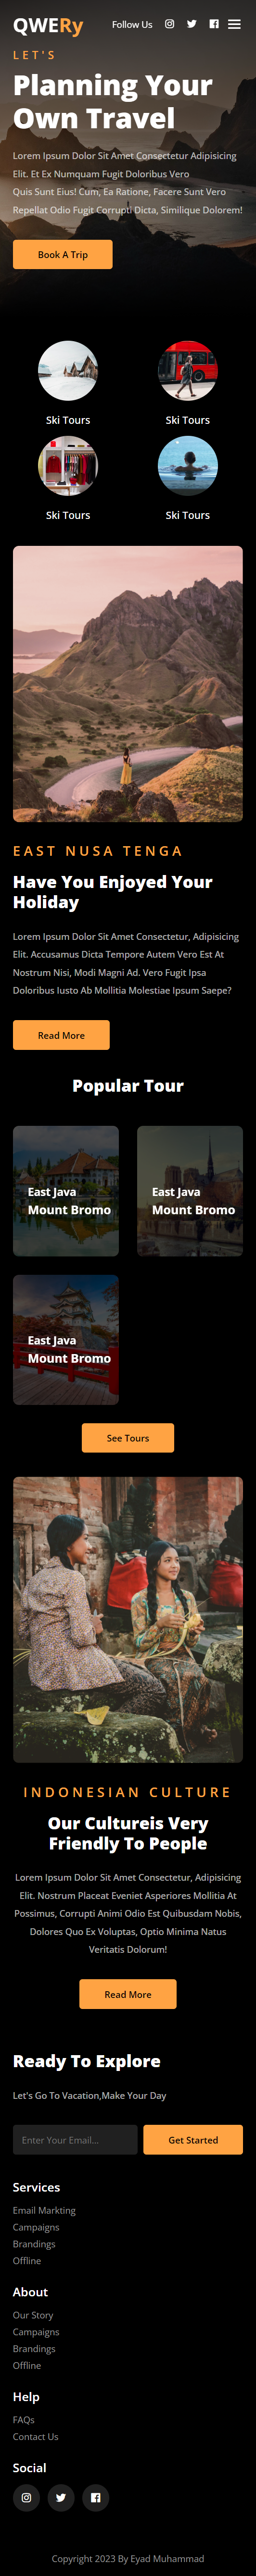 QWERy
Follow Us
LET'S
Planning Your
Own Travel
Lorem Ipsum Dolor Sit Amet Consectetur Adipisicing
Elit. Et Ex Numquam Fugit Doloribus Vero
Quis Sunt Eius! Cum, Ea Ratione, Facere Sunt Vero
Repellat Odio Fugit Corrupti Dicta, Similique Dolorem!
Book A Trip
Ski Tours
Ski Tours
Ski Tours
Ski Tours
EAST NUSA TENGA
Have You Enjoyed Your
Holiday
Lorem Ipsum Dolor Sit Amet Consectetur, Adipisicing
Elit. Accusamus Dicta Tempore Autem Vero Est At
Nostrum Nisi, Modi Magni Ad. Vero Fugit Ipsa
Doloribus Iusto Ab Mollitia Molestiae Ipsum Saepe?
Read More
Popular Tour
East Java
Mount Bromo
East Java
Mount Bromo
East Java
Mount Bromo
See Tours
INDONESIAN CULTURE
Our Cultureis Very
Friendly To People
Lorem Ipsum Dolor Sit Amet Consectetur, Adipisicing
Elit. Nostrum Placeat Eveniet Asperiores Mollitia At
Possimus, Corrupti Animi Odio Est Quibusdam Nobis,
Dolores Quo Ex Voluptas, Optio Minima Natus
Veritatis Dolorum!
Read More
Ready To Explore
Let's Go To Vacation,Make Your Day
Enter Your Email...
Get Started
Services
Email Markting
Campaigns
Brandings
Offline
About
Our Story
Campaigns
Brandings
Offline
Help
FAQs
Contact Us
Social
Copyright 2023 By Eyad Muhammad